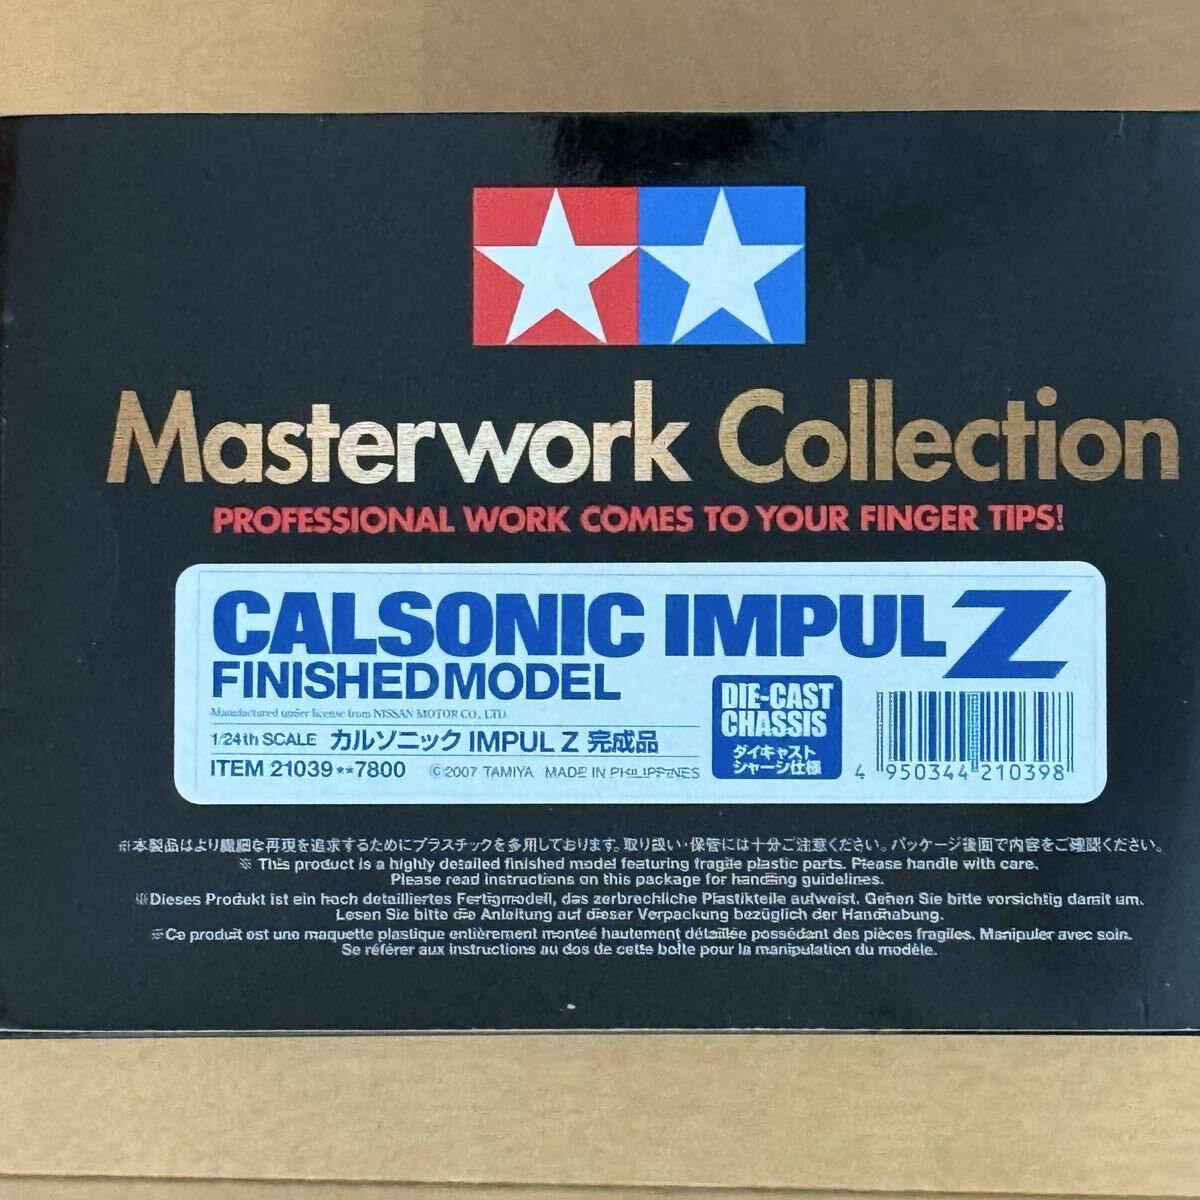 Masterwork Collection
PROFESSIONAL WORK COMES TO YOUR FINGER TIPS!
CALSONIC IMPUL Z
FINISHED MODEL
Manufactured under license from NISSAN MOTOR CO., LTD.
1/24th SCALE カルソニック IMPUL Z 完成品
ITEM 21039**7800 ©2007 TAMIYA MADE IN PHILIPPINES
DIE-CAST
CHASSIS
ダイキャスト
シャーシ仕様
4 950344 210398
※本製品はより繊細な再現を追求するためにプラスチックを多用しております。取り扱い・保管には十分ご注意ください。パッケージ後面で内容をご確認ください。
※ This product is a highly detailed finished model featuring fragile plastic parts. Please handle with care.
Please read instructions on this package for handling guidelines.
※Dieses Produkt ist ein hoch detailliertes Fertigmodell, das zerbrechliche Plastikteile aufweist. Gehen Sie bitte vorsichtig damit um.
Lesen Sie bitte die Anleitung auf dieser Verpackung bezüglich der Handhabung.
※Ce produit est une maquette plastique entièrement montée hautement détaillée possédant des pièces fragiles. Manipuler avec soin.
Se référer aux instructions au dos de cette boîte pour la manipulation du modèle.